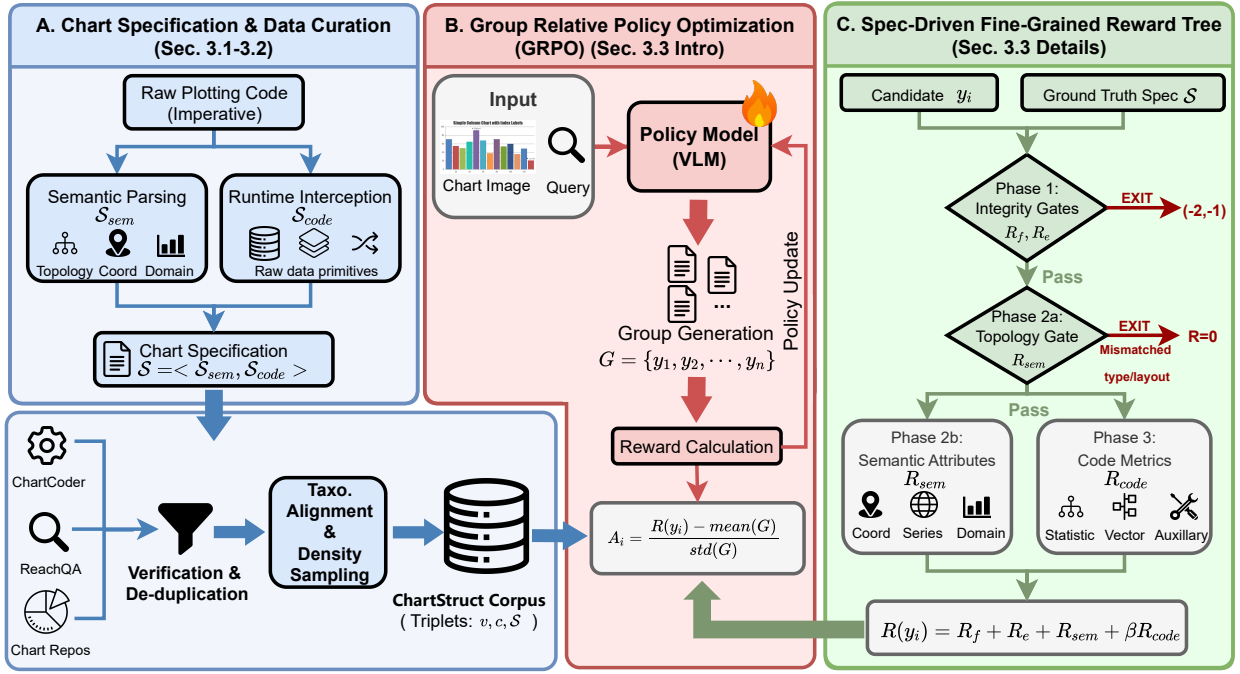 A. Chart Specification & Data Curation
(Sec. 3.1-3.2)
Raw Plotting Code
(Imperative)
Semantic Parsing
𝒮_sem
Topology Coord Domain
Runtime Interception
𝒮_code
Raw data primitives
Chart Specification
𝒮 =< 𝒮_sem, 𝒮_code >
ChartCoder
ReachQA
Chart Repos
Verification &
De-duplication
Taxo.
Alignment
&
Density
Sampling
ChartStruct Corpus
( Triplets: v, c, 𝒮 )
B. Group Relative Policy Optimization
(GRPO) (Sec. 3.3 Intro)
Input
Chart Image
Query
Policy Model
(VLM)
Policy Update
...
Group Generation
G = {y_1, y_2, ⋯, y_n}
Reward Calculation
A_i = (R(y_i) − mean(G)) / std(G)
C. Spec-Driven Fine-Grained Reward Tree
(Sec. 3.3 Details)
Candidate y_i
Ground Truth Spec 𝒮
Phase 1:
Integrity Gates
R_f, R_e
EXIT
(-2,-1)
Pass
Phase 2a:
Topology Gate
R_sem
EXIT
R=0
Mismatched
type/layout
Pass
Phase 2b:
Semantic Attributes
R_sem
Coord Series Domain
Phase 3:
Code Metrics
R_code
Statistic Vector Auxillary
R(y_i) = R_f + R_e + R_sem + βR_code